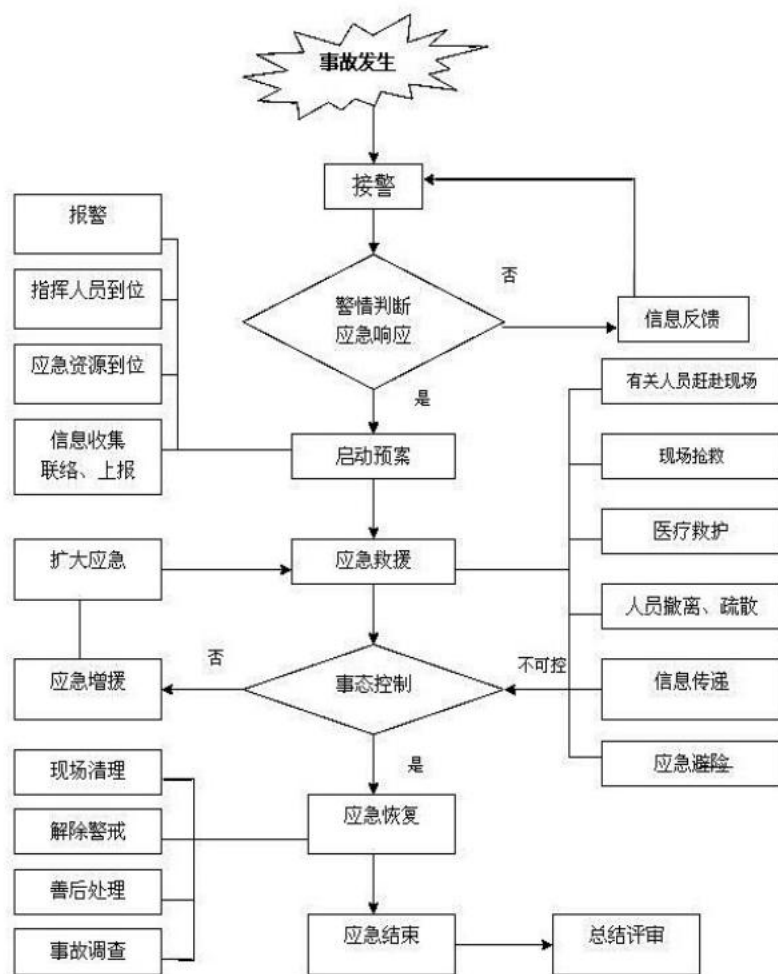 事故发生
接警
报警
指挥人员到位
应急资源到位
信息收集
联络、上报
警情判断
应急响应
否
信息反馈
是
启动预案
有关人员赶赴现场
现场抢救
医疗救护
人员撤离、疏散
信息传递
应急避险
扩大应急
应急救援
应急增援
否
事态控制
不可控
是
现场清理
解除警戒
善后处理
事故调查
应急恢复
应急结束
总结评审